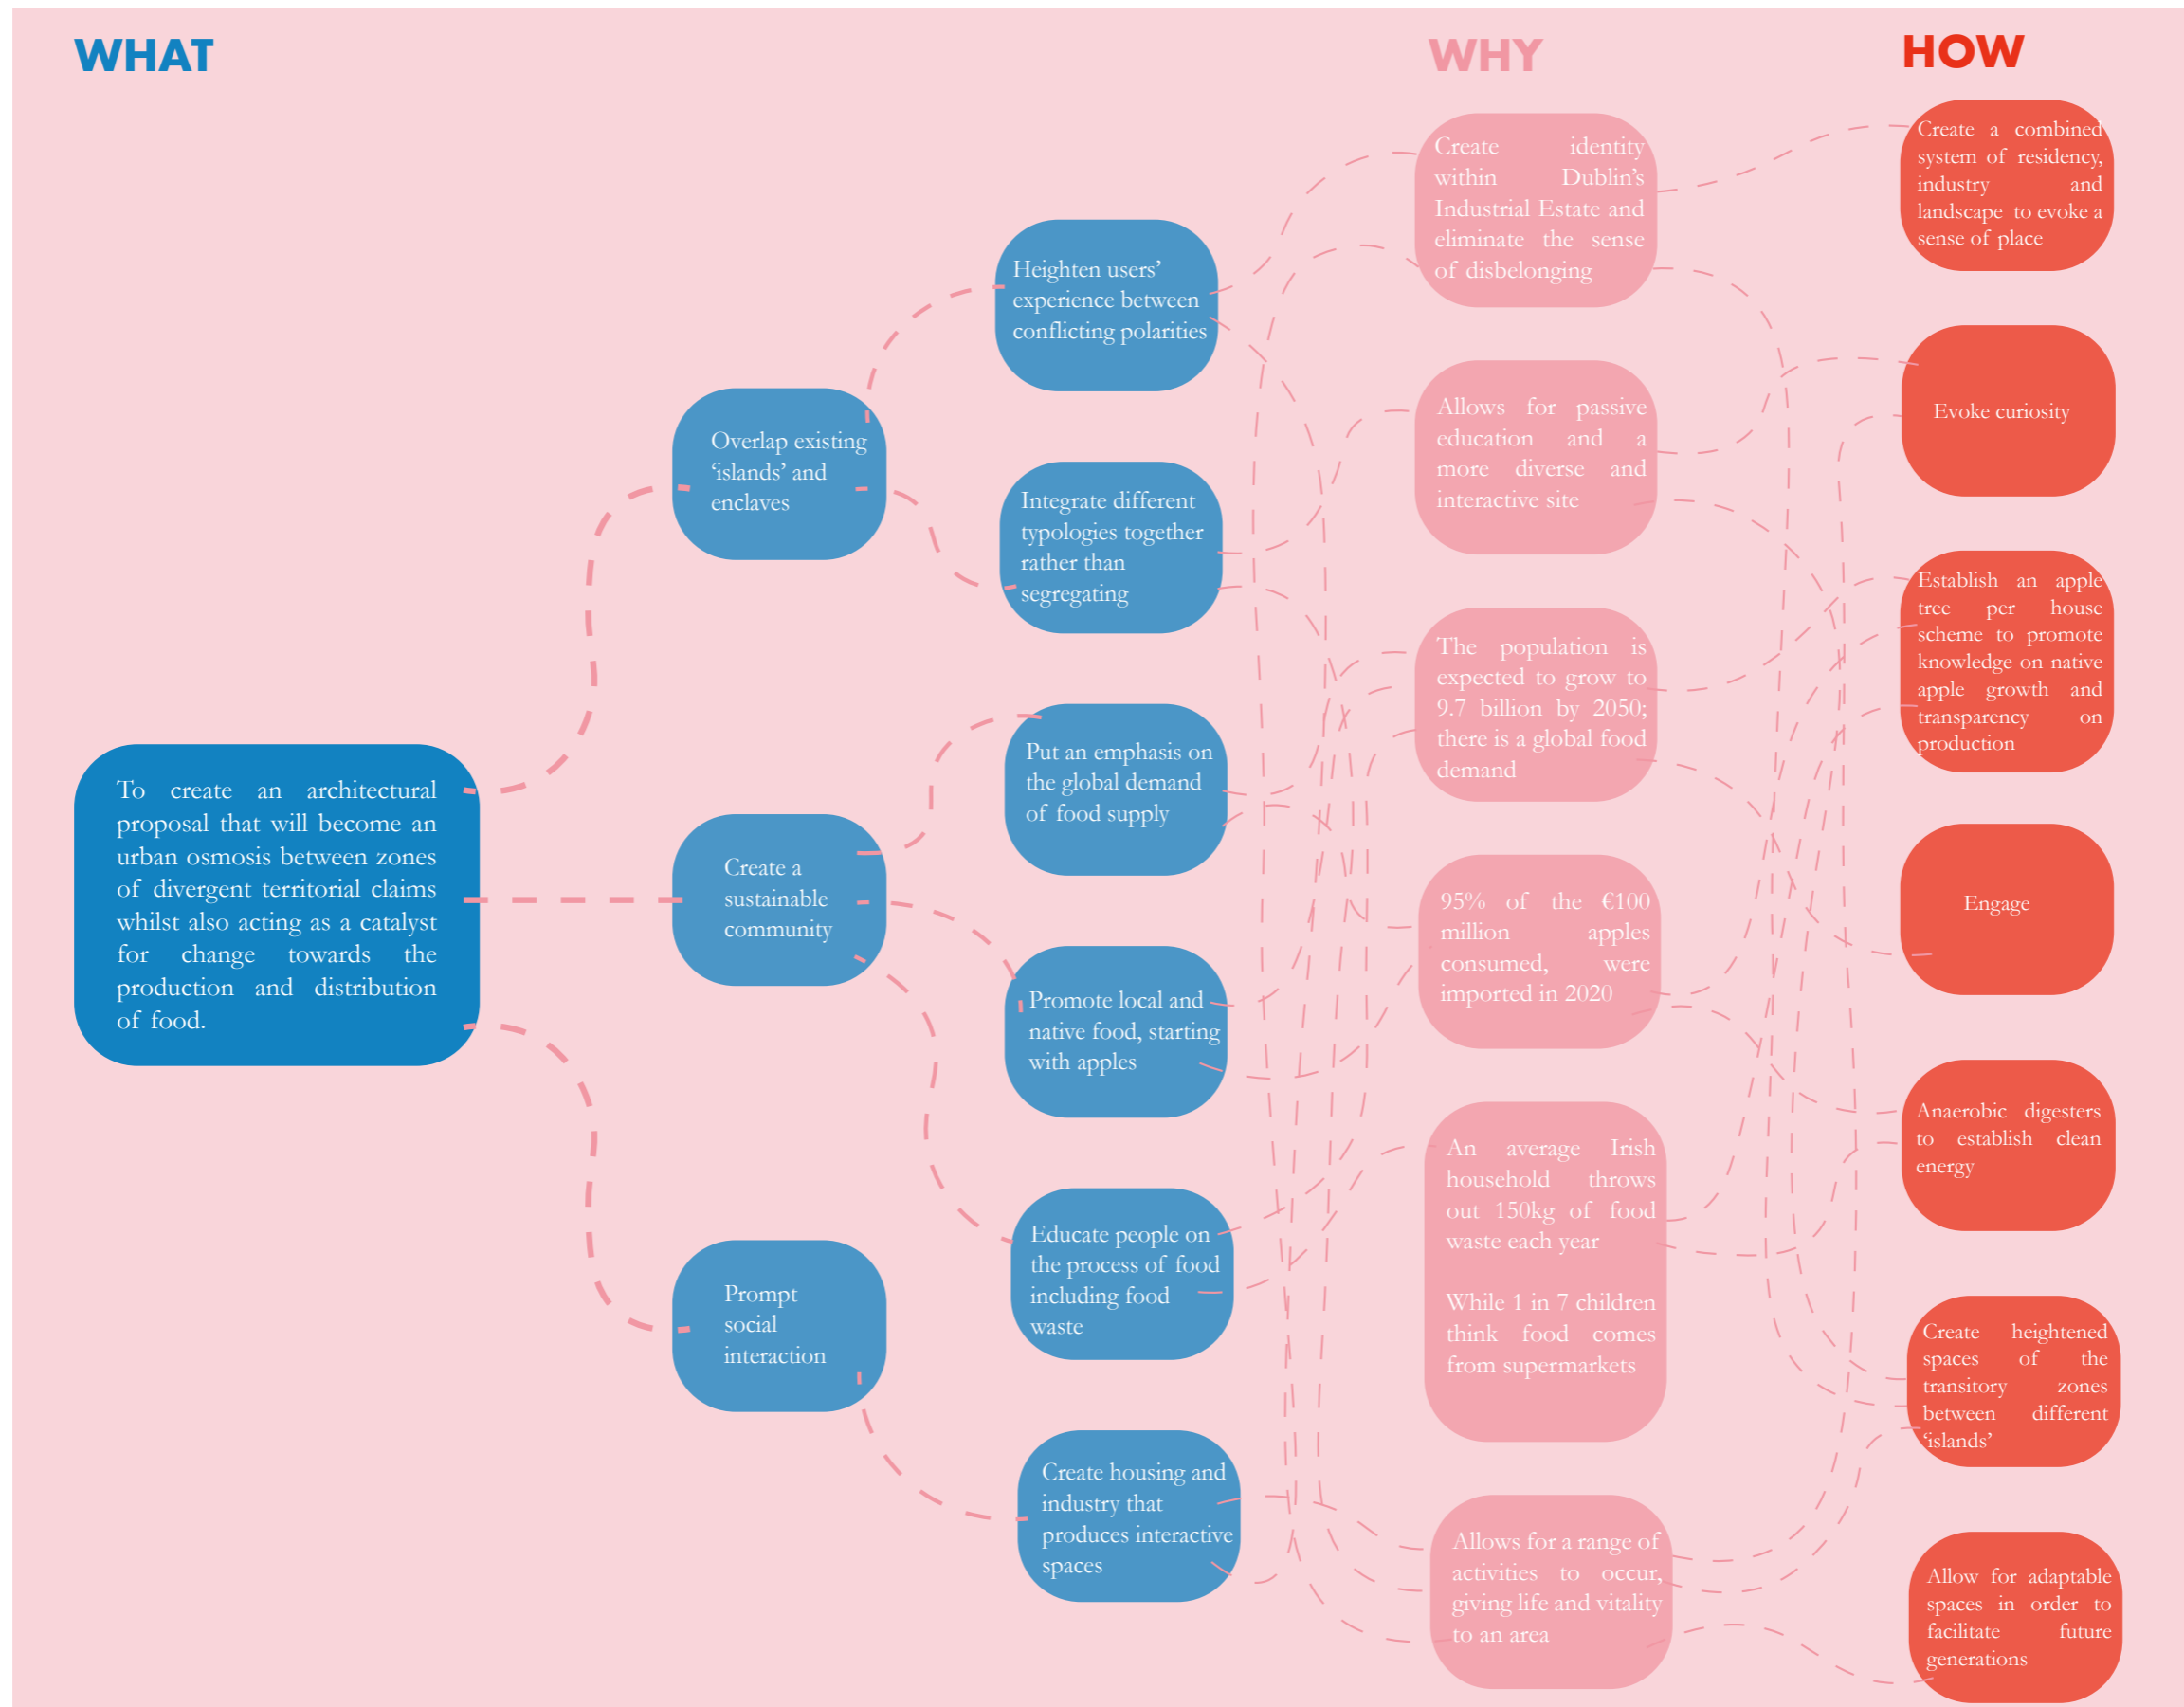 WHAT
To create an architectural
proposal that will become an
urban osmosis between zones
of divergent territorial claims
whilst also acting as a catalyst
for change towards the
production and distribution
of food.
Overlap existing
‘islands’ and
enclaves
Create a
sustainable
community
Prompt
social
interaction
Heighten users’
experience between
conflicting polarities
Integrate different
typologies together
rather than
segregating
Put an emphasis on
the global demand
of food supply
Promote local and
native food, starting
with apples
Educate people on
the process of food
including food
waste
Create housing and
industry that
produces interactive
spaces
WHY
Create identity
within Dublin’s
Industrial Estate and
eliminate the sense
of disbelonging
Allows for passive
education and a
more diverse and
interactive site
The population is
expected to grow to
9.7 billion by 2050;
there is a global food
demand
95% of the €100
million apples
consumed, were
imported in 2020
An average Irish
household throws
out 150kg of food
waste each year
While 1 in 7 children
think food comes
from supermarkets
Allows for a range of
activities to occur,
giving life and vitality
to an area
HOW
Create a combined
system of residency,
industry and
landscape to evoke a
sense of place
Evoke curiosity
Establish an apple
tree per house
scheme to promote
knowledge on native
apple growth and
transparency on
production
Engage
Anaerobic digesters
to establish clean
energy
Create heightened
spaces of the
transitory zones
between different
‘islands’
Allow for adaptable
spaces in order to
facilitate future
generations